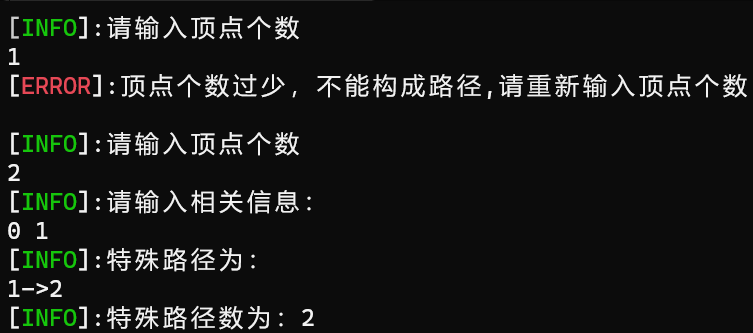 [INFO]:请输入顶点个数
1
[ERROR]:顶点个数过少，不能构成路径,请重新输入顶点个数
[INFO]:请输入顶点个数
2
[INFO]:请输入相关信息：
0 1
[INFO]:特殊路径为：
1->2
[INFO]:特殊路径数为：2